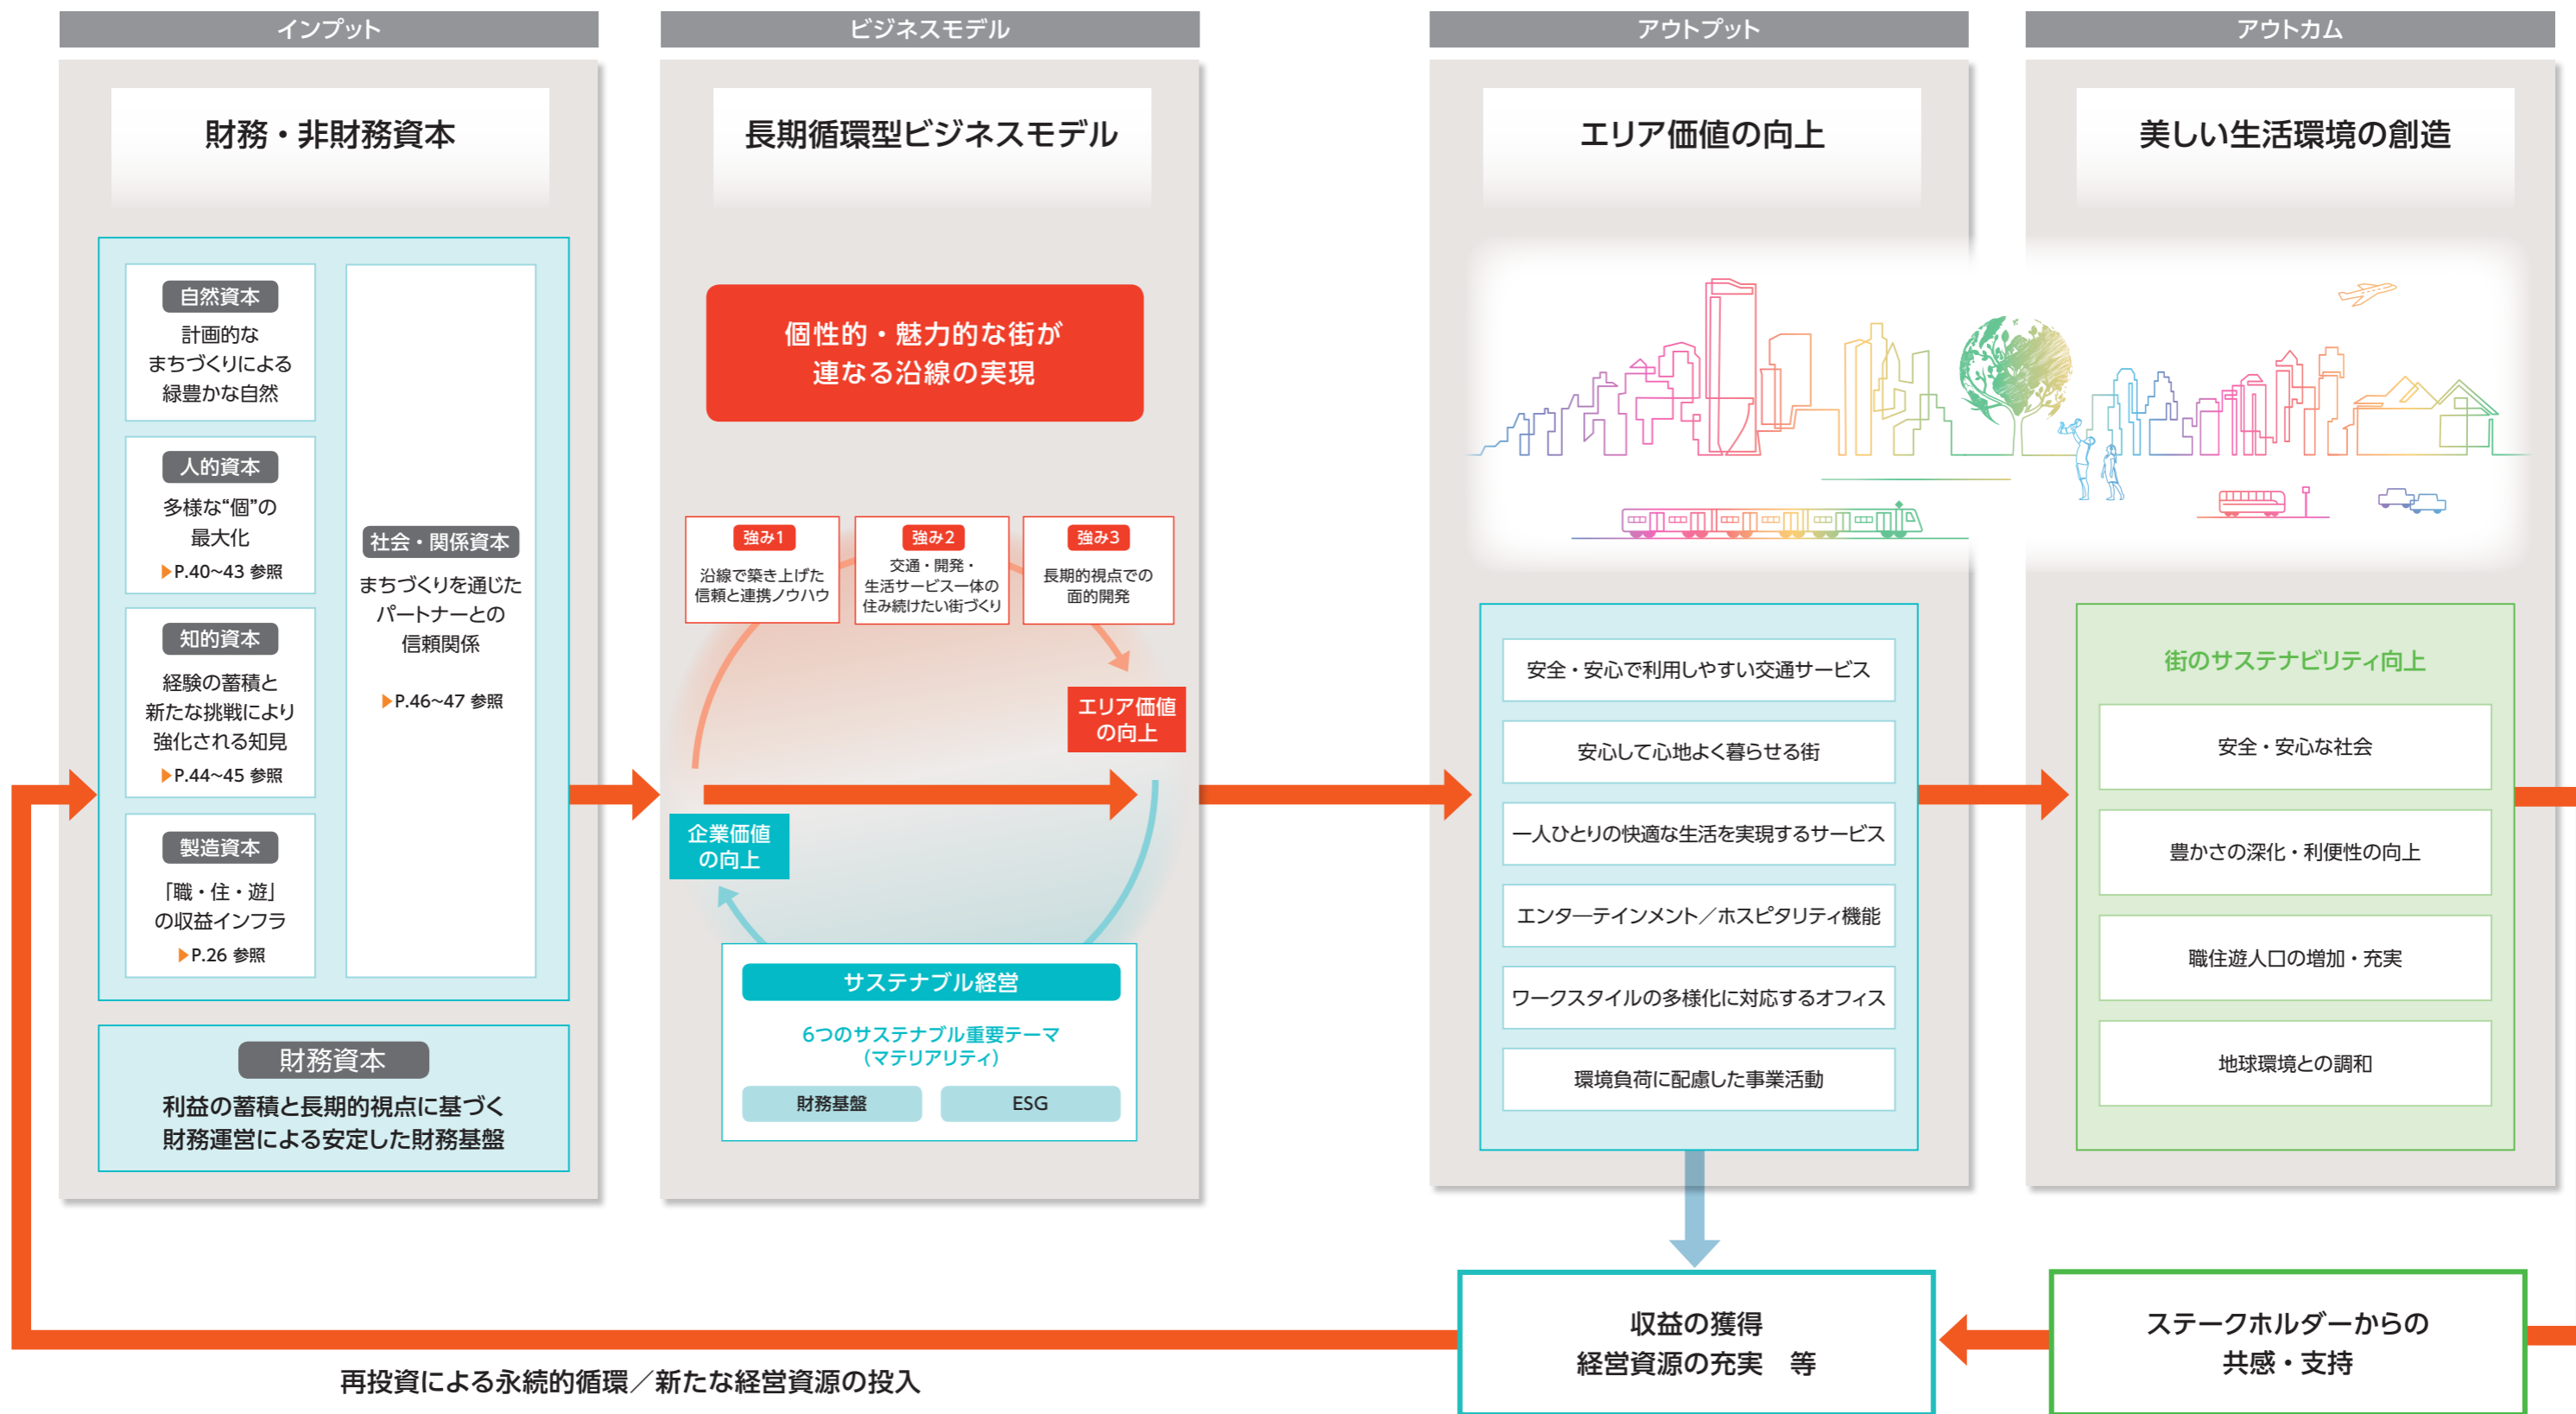 インプット
財務・非財務資本
自然資本
計画的な
まちづくりによる
緑豊かな自然
人的資本
多様な“個”の
最大化
▶P.40~43 参照
知的資本
経験の蓄積と
新たな挑戦により
強化される知見
▶P.44~45 参照
製造資本
「職・住・遊」
の収益インフラ
▶P.26 参照
社会・関係資本
まちづくりを通じた
パートナーとの
信頼関係
▶P.46~47 参照
財務資本
利益の蓄積と長期的視点に基づく
財務運営による安定した財務基盤
ビジネスモデル
長期循環型ビジネスモデル
個性的・魅力的な街が
連なる沿線の実現
強み1
沿線で築き上げた
信頼と連携ノウハウ
強み2
交通・開発・
生活サービス一体の
住み続けたい街づくり
強み3
長期的視点での
面的開発
エリア価値
の向上
企業価値
の向上
サステナブル経営
6つのサステナブル重要テーマ
（マテリアリティ）
財務基盤
ESG
アウトプット
エリア価値の向上
安全・安心で利用しやすい交通サービス
安心して心地よく暮らせる街
一人ひとりの快適な生活を実現するサービス
エンターテインメント／ホスピタリティ機能
ワークスタイルの多様化に対応するオフィス
環境負荷に配慮した事業活動
アウトカム
美しい生活環境の創造
街のサステナビリティ向上
安全・安心な社会
豊かさの深化・利便性の向上
職住遊人口の増加・充実
地球環境との調和
ステークホルダーからの
共感・支持
収益の獲得
経営資源の充実　等
再投資による永続的循環／新たな経営資源の投入